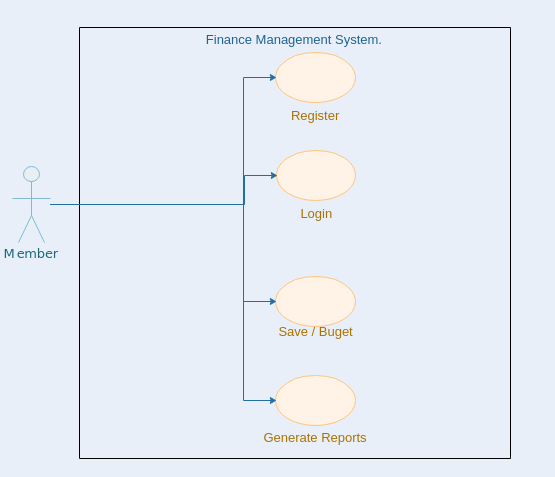 Finance Management System.
Register
Login
Member
Save / Buget
Generate Reports